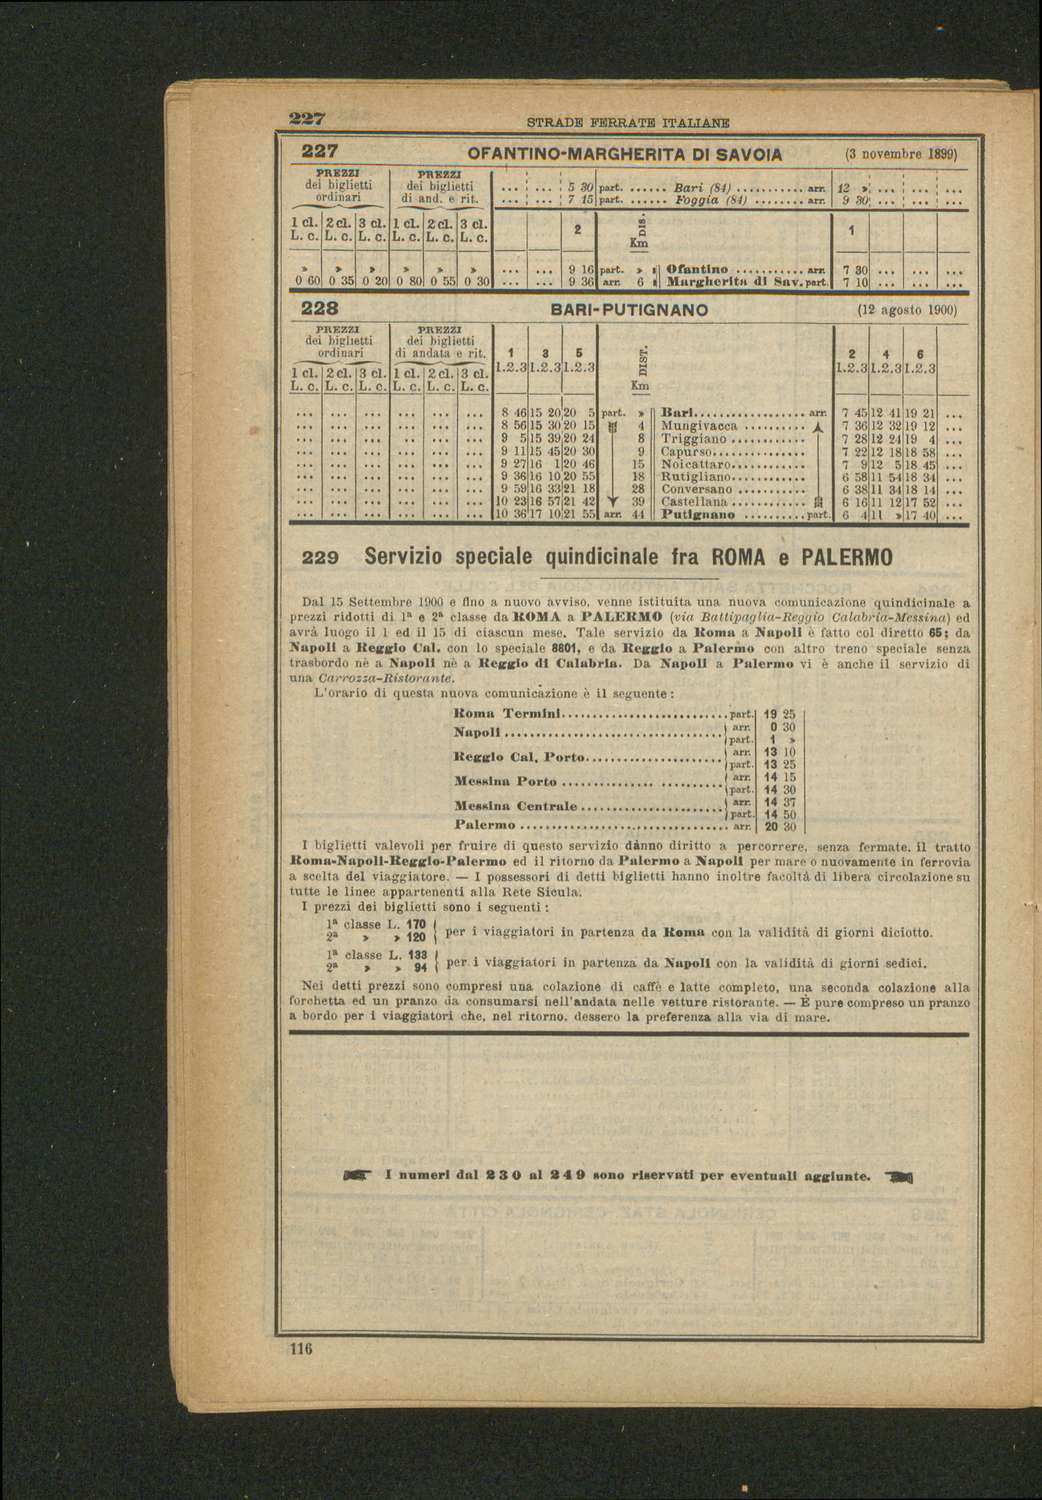 227
STRADE FERRATE ITALIANE
227 OFANTINO-MARGHERITA DI SAVOIA (3 novembre 1899)
PREZZI dei biglietti ordinari PREZZI dei biglietti di and. e rit.
... ... 5 30 part. ...... Bari (84) ........... arr. 12 » ... ... ...
... ... 7 15 part. ...... Foggia (84) ........ arr. 9 30 ... ... ...
1 cl. 2 cl. 3 cl. 1 cl. 2 cl. 3 cl. 2 DIS. 1
L. c. L. c. L. c. L. c. L. c. L. c. Km
» » » » » » ... ... 9 16 part. » Ofantino ........... arr. 7 30 ... ... ...
0 60 0 35 0 20 0 80 0 55 0 30 ... ... 9 36 arr. 6 Margherita di Sav. part. 7 10 ... ... ...
228 BARI-PUTIGNANO (12 agosto 1900)
PREZZI dei biglietti ordinari PREZZI dei biglietti di andata e rit.
1 3 5 DIST. 2 4 6
1.2.3 1.2.3 1.2.3 1.2.3 1.2.3 1.2.3
1 cl. 2 cl. 3 cl. 1 cl. 2 cl. 3 cl.
L. c. L. c. L. c. L. c. L. c. L. c. Km
... ... ... ... ... ... 8 46 15 20 20 5 part. » Bari.................. arr. 7 45 12 41 19 21 ...
... ... ... ... ... ... 8 56 15 30 20 15 4 Mungivacca .......... 7 36 12 32 19 12 ...
... ... ... ... ... ... 9 5 15 39 20 24 8 Triggiano ............ 7 28 12 24 19 4 ...
... ... ... ... ... ... 9 11 15 45 20 30 9 Capurso............... 7 22 12 18 18 58 ...
... ... ... ... ... ... 9 27 16 1 20 46 15 Noicattaro............ 7 9 12 5 18 45 ...
... ... ... ... ... ... 9 36 16 10 20 55 18 Rutigliano............ 6 58 11 54 18 34 ...
... ... ... ... ... ... 9 59 16 33 21 18 28 Conversano ........... 6 38 11 34 18 14 ...
... ... ... ... ... ... 10 23 16 57 21 42 39 Castellana ............ 6 16 11 12 17 52 ...
... ... ... ... ... ... 10 36 17 10 21 55 arr. 44 Putignano .......... part. 6 4 11 » 17 40 ...
229 Servizio speciale quindicinale fra ROMA e PALERMO
Dal 15 Settembre 1900 e fino a nuovo avviso, venne istituita una nuova comunicazione quindicinale a
prezzi ridotti di 1ª e 2ª classe da ROMA a PALERMO (via Battipaglia-Reggio Calabria-Messina) ed
avrà luogo il 1 ed il 15 di ciascun mese. Tale servizio da Roma a Napoli è fatto col diretto 65; da
Napoli a Reggio Cal. con lo speciale 8801, e da Reggio a Palermo con altro treno speciale senza
trasbordo nè a Napoli nè a Reggio di Calabria. Da Napoli a Palermo vi è anche il servizio di
una Carrozza-Ristorante.
L'orario di questa nuova comunicazione è il seguente :
Roma Termini........................... part. 19 25
Napoli .................................. arr. 0 30
part. 1 »
Reggio Cal. Porto...................... arr. 13 10
part. 13 25
Messina Porto .............. .......... arr. 14 15
part. 14 30
Messina Centrale ...................... arr. 14 37
part. 14 50
Palermo ................................. arr. 20 30
I biglietti valevoli per fruire di questo servizio dànno diritto a percorrere, senza fermate, il tratto
Roma-Napoli-Reggio-Palermo ed il ritorno da Palermo a Napoli per mare o nuovamente in ferrovia
a scelta del viaggiatore. — I possessori di detti biglietti hanno inoltre facoltà di libera circolazione su
tutte le linee appartenenti alla Rete Sicula.
I prezzi dei biglietti sono i seguenti :
1ª classe L. 170
2ª » » 120 per i viaggiatori in partenza da Roma con la validità di giorni diciotto.
1ª classe L. 133
2ª » » 94 per i viaggiatori in partenza da Napoli con la validità di giorni sedici.
Nei detti prezzi sono compresi una colazione di caffè e latte completo, una seconda colazione alla
forchetta ed un pranzo da consumarsi nell'andata nelle vetture ristorante. — È pure compreso un pranzo
a bordo per i viaggiatori che, nel ritorno, dessero la preferenza alla via di mare.
I numeri dal 230 al 249 sono riservati per eventuali aggiunte.
116